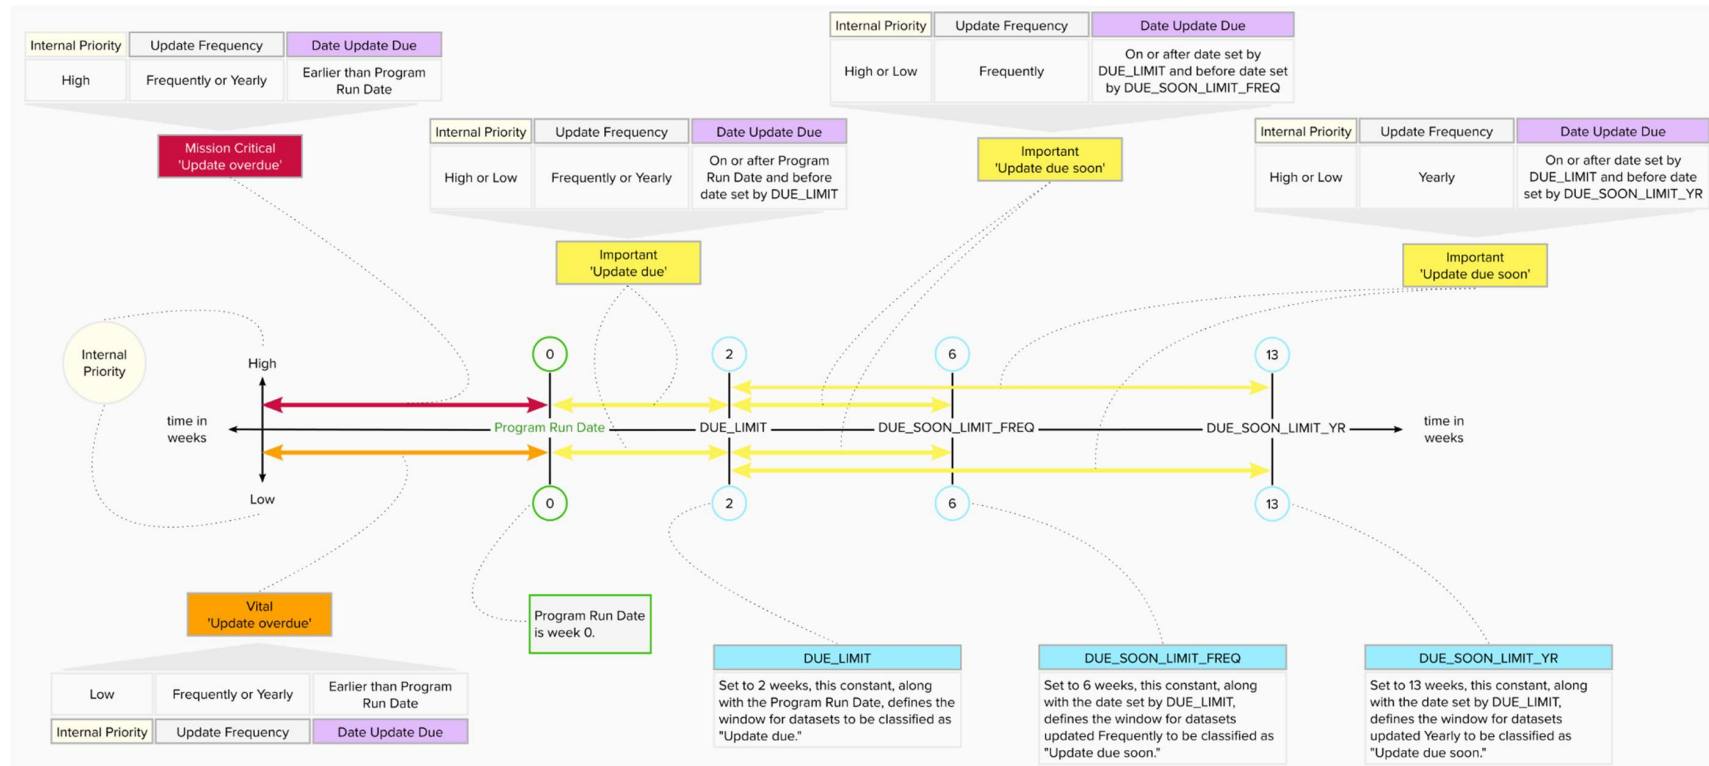 Internal Priority Update Frequency Date Update Due
High Frequently or Yearly Earlier than Program
Run Date
Mission Critical
'Update overdue'
Internal Priority Update Frequency Date Update Due
High or Low Frequently or Yearly On or after Program
Run Date and before
date set by DUE_LIMIT
Important
'Update due'
Internal Priority Update Frequency Date Update Due
High or Low Frequently On or after date set by
DUE_LIMIT and before date set
by DUE_SOON_LIMIT_FREQ
Important
'Update due soon'
Internal Priority Update Frequency Date Update Due
High or Low Yearly On or after date set by
DUE_LIMIT and before date
set by DUE_SOON_LIMIT_YR
Important
'Update due soon'
Internal
Priority
High
0 2 6 13
time in
weeks
Program Run Date DUE_LIMIT DUE_SOON_LIMIT_FREQ DUE_SOON_LIMIT_YR
time in
weeks
Low
0 2 6 13
Vital
'Update overdue'
Low Frequently or Yearly Earlier than Program
Run Date
Internal Priority Update Frequency Date Update Due
Program Run Date
is week 0.
DUE_LIMIT
Set to 2 weeks, this constant, along
with the Program Run Date, defines the
window for datasets to be classified as
"Update due."
DUE_SOON_LIMIT_FREQ
Set to 6 weeks, this constant, along
with the date set by DUE_LIMIT,
defines the window for datasets
updated Frequently to be classified as
"Update due soon."
DUE_SOON_LIMIT_YR
Set to 13 weeks, this constant, along
with the date set by DUE_LIMIT,
defines the window for datasets
updated Yearly to be classified as
"Update due soon."